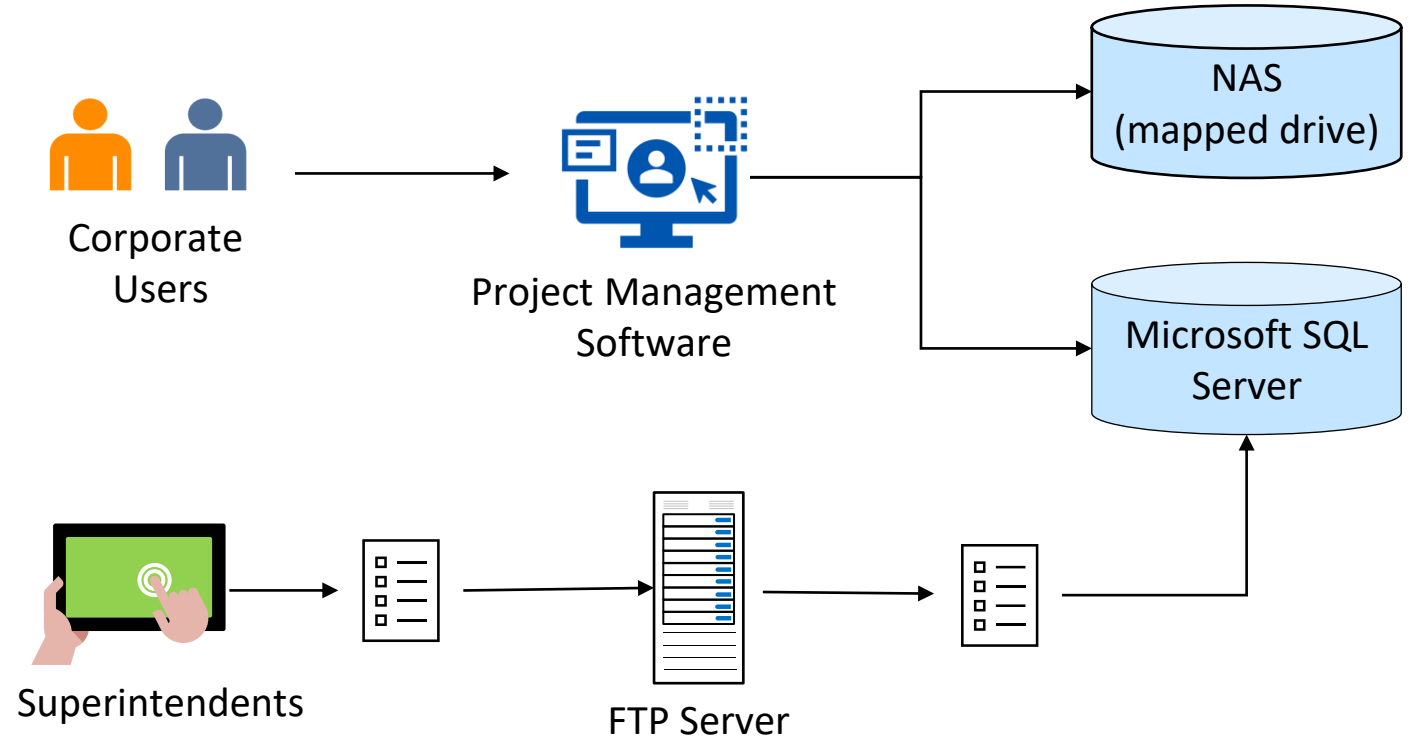 NAS
(mapped drive)
Corporate
Users
Project Management
Software
Microsoft SQL
Server
Superintendents
FTP Server